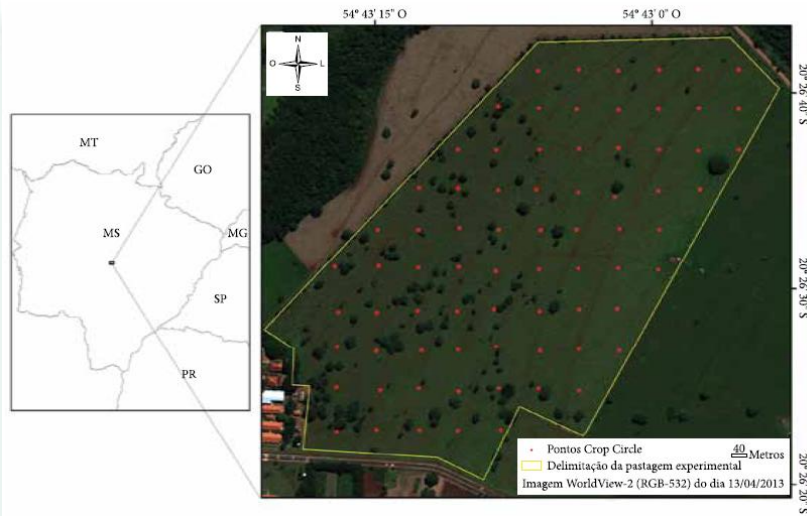 54° 43' 15" O
54° 43' 0" O
N
O
L
S
20° 26' 40" S
MT
GO
MS
MG
SP
20° 26' 30" S
PR
Pontos Crop Circle
40
Metros
Delimitação da pastagem experimental
Imagem WorldView-2 (RGB-532) do dia 13/04/2013
20° 26' 20" S